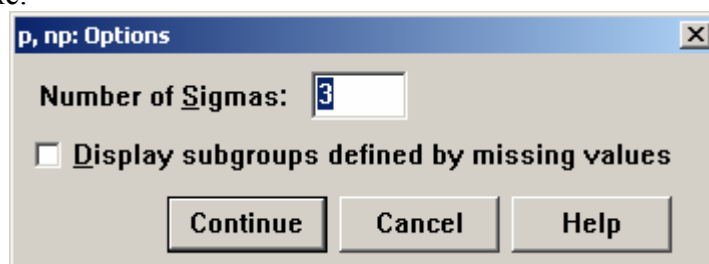 p, np: Options
Number of Sigmas: 3
Display subgroups defined by missing values
Continue Cancel Help